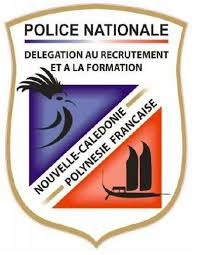 POLICE NATIONALE
DELEGATION AU RECRUTEMENT
ET A LA FORMATION
NOUVELLE-CALEDONIE
POLYNESIE FRANCAISE